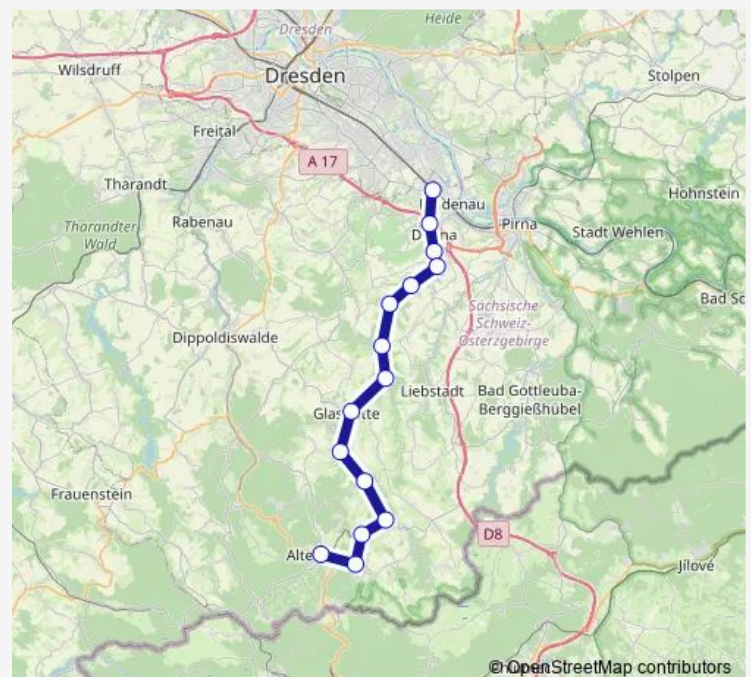 Dresden
Heide
Wilsdruff
Dresden
Stolpen
Freital
A 17
Tharandt
Hohnstein
Rabenau
Pirna
Tharandter
Wald
Stadt Wehlen
Bad Sc
Sächsische
Schweiz-
Osterzgebirge
Dippoldiswalde
Liebstadt
Bad Gottleuba-
Berggießhübel
Frauenstein
D8
Alte
Jílové
© OpenStreetMap contributors